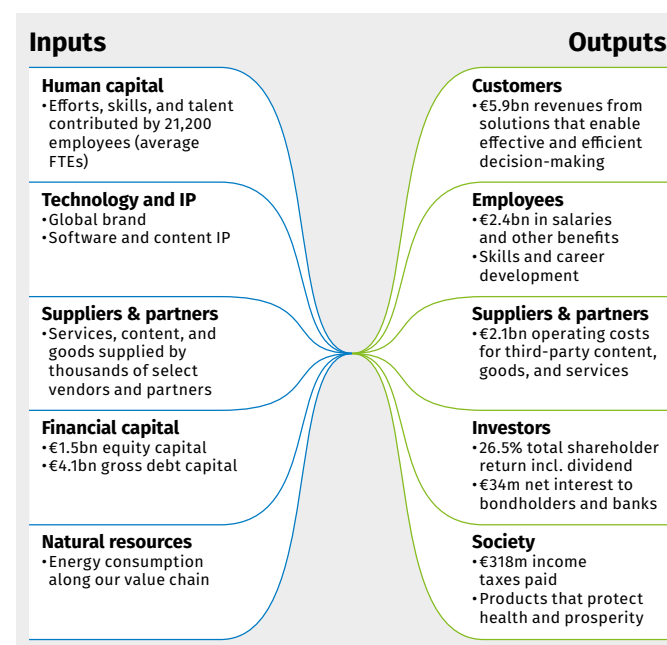 Inputs
Human capital
•Efforts, skills, and talent
contributed by 21,200
employees (average
FTEs)
Technology and IP
•Global brand
•Software and content IP
Suppliers & partners
•Services, content, and
goods supplied by
thousands of select
vendors and partners
Financial capital
•€1.5bn equity capital
•€4.1bn gross debt capital
Natural resources
•Energy consumption
along our value chain
Outputs
Customers
•€5.9bn revenues from
solutions that enable
effective and efficient
decision-making
Employees
•€2.4bn in salaries
and other benefits
•Skills and career
development
Suppliers & partners
•€2.1bn operating costs
for third-party content,
goods, and services
Investors
•26.5% total shareholder
return incl. dividend
•€34m net interest to
bondholders and banks
Society
•€318m income
taxes paid
•Products that protect
health and prosperity